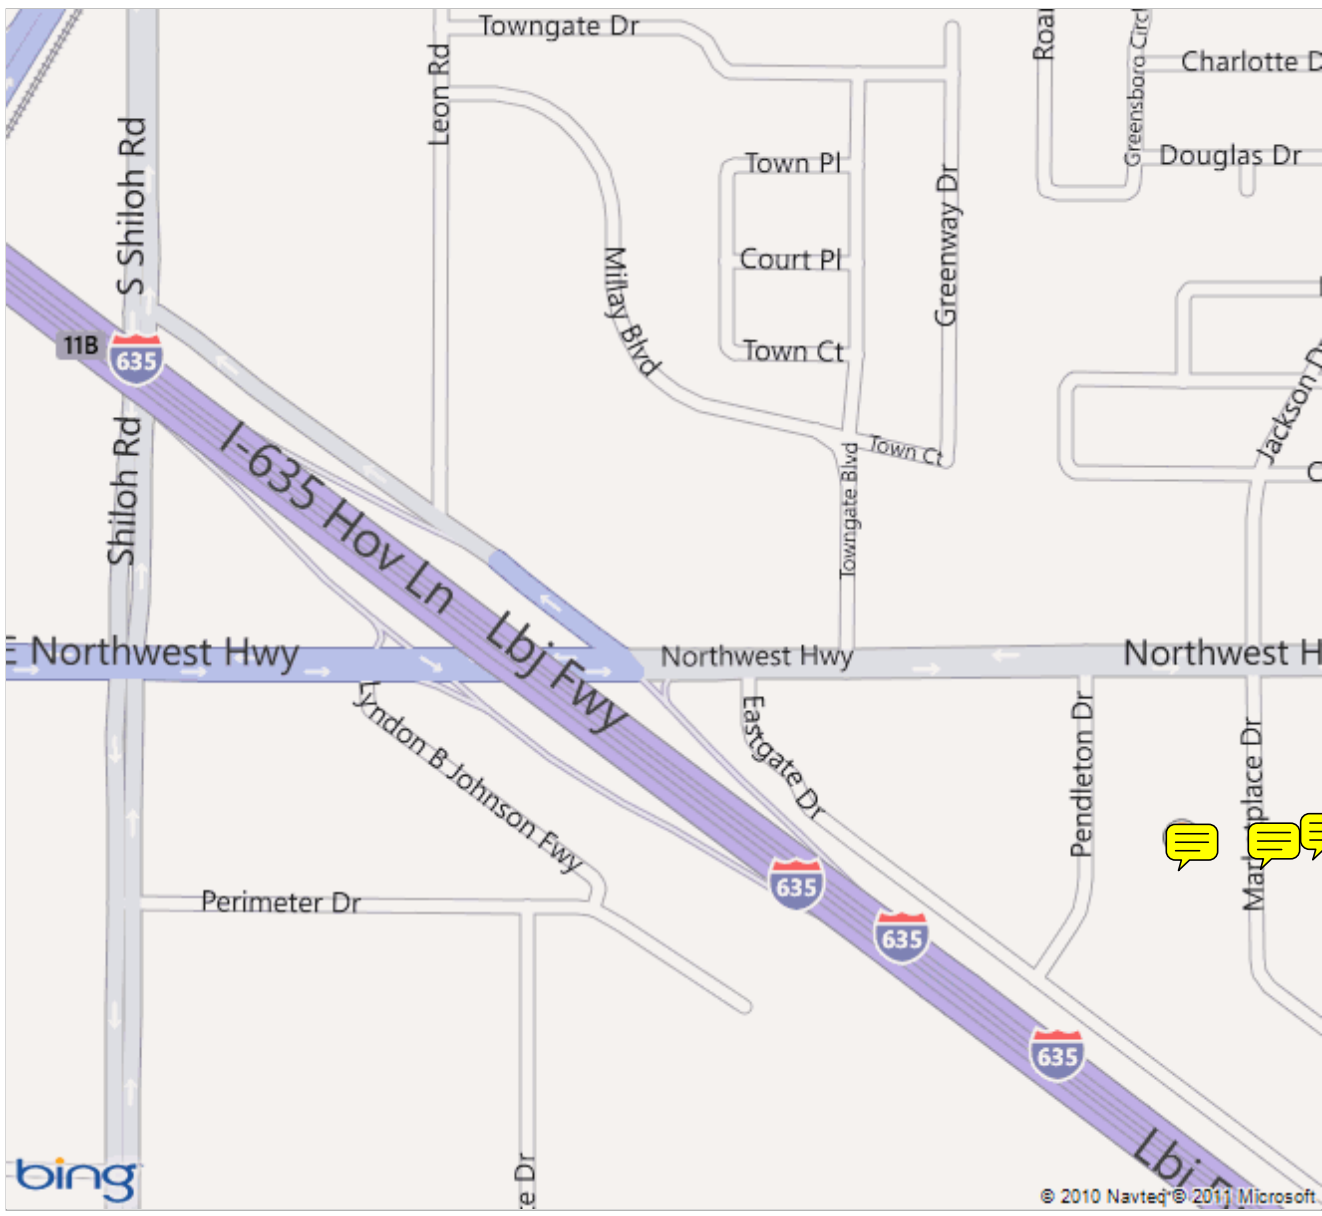 Towngate Dr
Leon Rd
Roa
Greensboro Circ
Charlotte D
Douglas Dr
S Shiloh Rd
Town Pl
Greenway Dr
Court Pl
Millay Blvd
Town Ct
11B
635
Jackson D
Shiloh Rd
I-635 Hov Ln
Town Ct
Towngate Blvd
E Northwest Hwy
Lbj Fwy
Northwest Hwy
Northwest H
Lyndon B Johnson Fwy
Eastgate Dr
Pendleton Dr
Marketplace Dr
635
Perimeter Dr
635
635
Lbj F
e Dr
bing
© 2010 Navteq © 2011 Microsoft